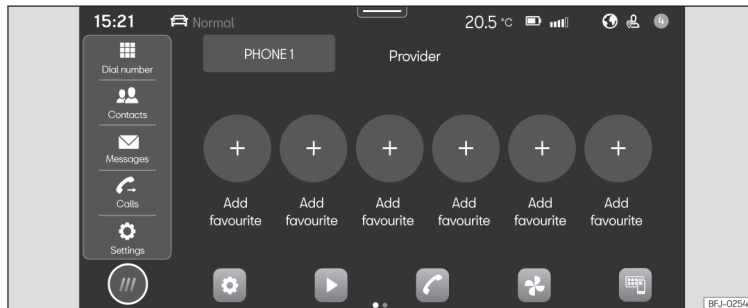 15:21
Normal
20.5 °C
4
PHONE 1
Provider
Dial number
Contacts
Messages
Calls
Settings
Add favourite
Add favourite
Add favourite
Add favourite
Add favourite
Add favourite
BFJ-0254